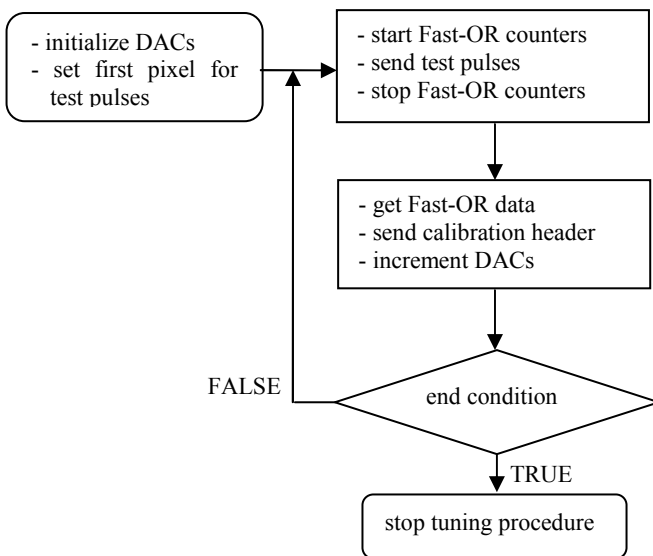 - initialize DACs
- set first pixel for
test pulses
- start Fast-OR counters
- send test pulses
- stop Fast-OR counters
- get Fast-OR data
- send calibration header
- increment DACs
FALSE
end condition
TRUE
stop tuning procedure